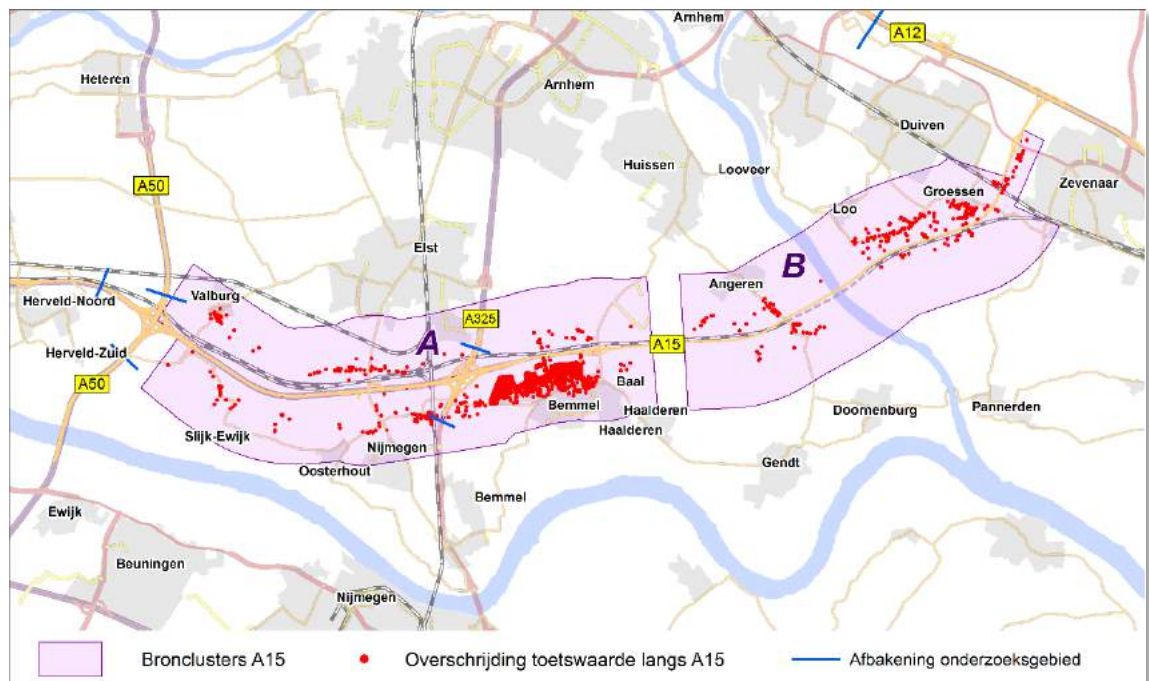 Arnhem
A12
Heteren
Arnhem
Duiven
Huissen
Looveer
A50
Zevenaar
Groessen
Loo
Elst
B
Angeren
Herveld-Noord
Valburg
A325
A
A15
Herveld-Zuid
A50
Baal
Bemmel
Haalderen
Doornenburg
Pannerden
Haalderen
Slijk-Ewijk
Nijmegen
Oosterhout
Gendt
Bemmel
Ewijk
Beuningen
Nijmegen
Bronclusters A15
Overschrijding toetswaarde langs A15
Afbakening onderzoeksgebied